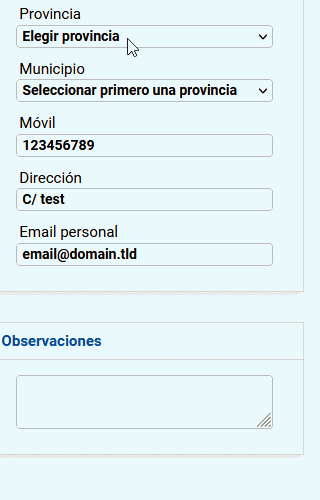 Provincia
Elegir provincia
Municipio
Seleccionar primero una provincia
Móvil
123456789
Dirección
C/ test
Email personal
email@domain.tld
Observaciones